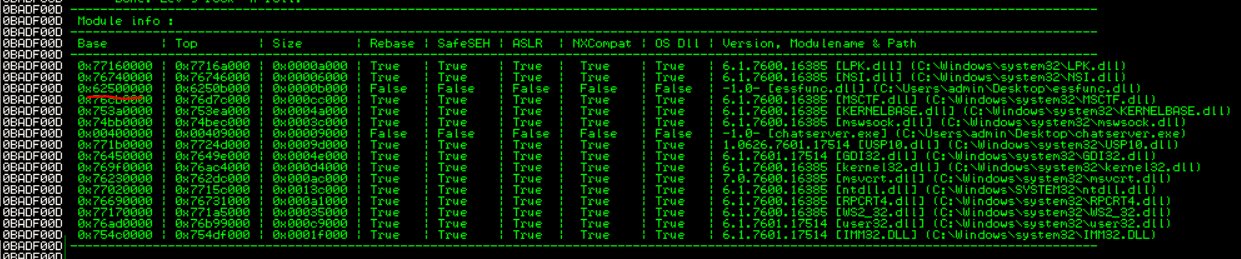 0BADF00D
0BADF00D Module info :
0BADF00D
0BADF00D Base | Top | Size | Rebase | SafeSEH | ASLR | NXCompat | OS Dll | Version, Modulename & Path
0BADF00D
0BADF00D 0x77160000 | 0x7716a000 | 0x0000a000 | True | True | True | True | True | 6.1.7600.16385 [LPK.dll] (C:\Windows\system32\LPK.dll)
0BADF00D 0x76740000 | 0x76746000 | 0x00006000 | True | True | True | True | True | 6.1.7600.16385 [NSI.dll] (C:\Windows\system32\NSI.dll)
0BADF00D 0x62500000 | 0x6250b000 | 0x0000b000 | False | False | False | False | False | -1.0- [essfunc.dll] (C:\Users\admin\Desktop\essfunc.dll)
0BADF00D | 0x76d7c000 | 0x000cc000 | True | True | True | True | True | 6.1.7600.16385 [MSCTF.dll] (C:\Windows\system32\MSCTF.dll)
0BADF00D 0x753a0000 | 0x753ea000 | 0x0004a000 | True | True | True | True | True | 6.1.7600.16385 [KERNELBASE.dll] (C:\Windows\system32\KERNELBASE.dll)
0BADF00D 0x74bb0000 | 0x74bec000 | 0x0003c000 | True | True | True | True | True | 6.1.7600.16385 [mswsock.dll] (C:\Windows\system32\mswsock.dll)
0BADF00D 0x00400000 | 0x00409000 | 0x00009000 | False | False | False | False | False | -1.0- [chatserver.exe] (C:\Users\admin\Desktop\chatserver.exe)
0BADF00D 0x771b0000 | 0x7724d000 | 0x0009d000 | True | True | True | True | True | 1.0626.7601.17514 [USP10.dll] (C:\Windows\system32\USP10.dll)
0BADF00D 0x76450000 | 0x7649e000 | 0x0004e000 | True | True | True | True | True | 6.1.7601.17514 [GDI32.dll] (C:\Windows\system32\GDI32.dll)
0BADF00D 0x769f0000 | 0x76ac4000 | 0x000d4000 | True | True | True | True | True | 6.1.7600.16385 [kernel32.dll] (C:\Windows\system32\kernel32.dll)
0BADF00D 0x76230000 | 0x762dc000 | 0x000ac000 | True | True | True | True | True | 7.0.7600.16385 [msvcrt.dll] (C:\Windows\system32\msvcrt.dll)
0BADF00D 0x77020000 | 0x7715c000 | 0x0013c000 | True | True | True | True | True | 6.1.7600.16385 [ntdll.dll] (C:\Windows\SYSTEM32\ntdll.dll)
0BADF00D 0x76690000 | 0x76731000 | 0x000a1000 | True | True | True | True | True | 6.1.7600.16385 [RPCRT4.dll] (C:\Windows\system32\RPCRT4.dll)
0BADF00D 0x77170000 | 0x771a5000 | 0x00035000 | True | True | True | True | True | 6.1.7600.16385 [WS2_32.dll] (C:\Windows\system32\WS2_32.dll)
0BADF00D 0x76ad0000 | 0x76b99000 | 0x000c9000 | True | True | True | True | True | 6.1.7601.17514 [user32.dll] (C:\Windows\system32\user32.dll)
0BADF00D 0x754c0000 | 0x754df000 | 0x0001f000 | True | True | True | True | True | 6.1.7601.17514 [IMM32.DLL] (C:\Windows\system32\IMM32.DLL)
0BADF00D
0BADF00D